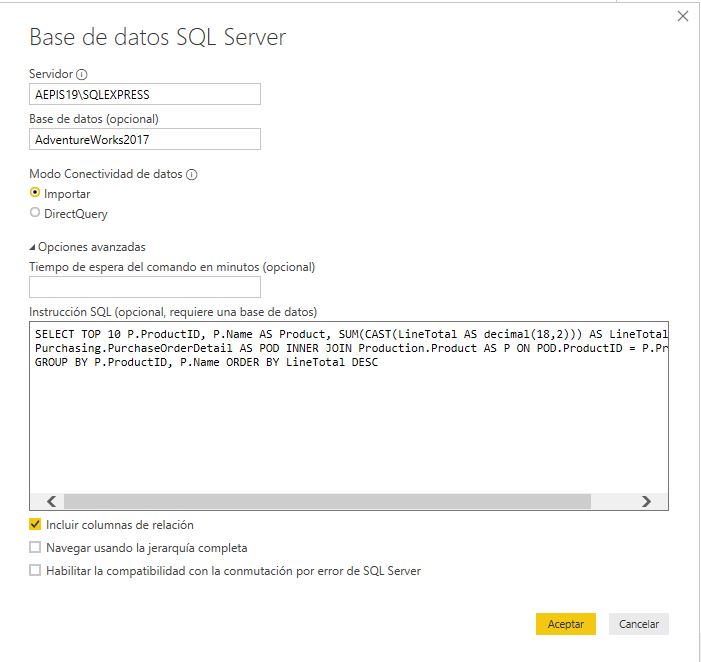 Base de datos SQL Server
Servidor
AEPIS19\SQLEXPRESS
Base de datos (opcional)
AdventureWorks2017
Modo Conectividad de datos
Importar
DirectQuery
Opciones avanzadas
Tiempo de espera del comando en minutos (opcional)
Instrucción SQL (opcional, requiere una base de datos)
SELECT TOP 10 P.ProductID, P.Name AS Product, SUM(CAST(LineTotal AS decimal(18,2))) AS LineTotal
Purchasing.PurchaseOrderDetail AS POD INNER JOIN Production.Product AS P ON POD.ProductID = P.Pr
GROUP BY P.ProductID, P.Name ORDER BY LineTotal DESC
Incluir columnas de relación
Navegar usando la jerarquía completa
Habilitar la compatibilidad con la conmutación por error de SQL Server
Aceptar
Cancelar